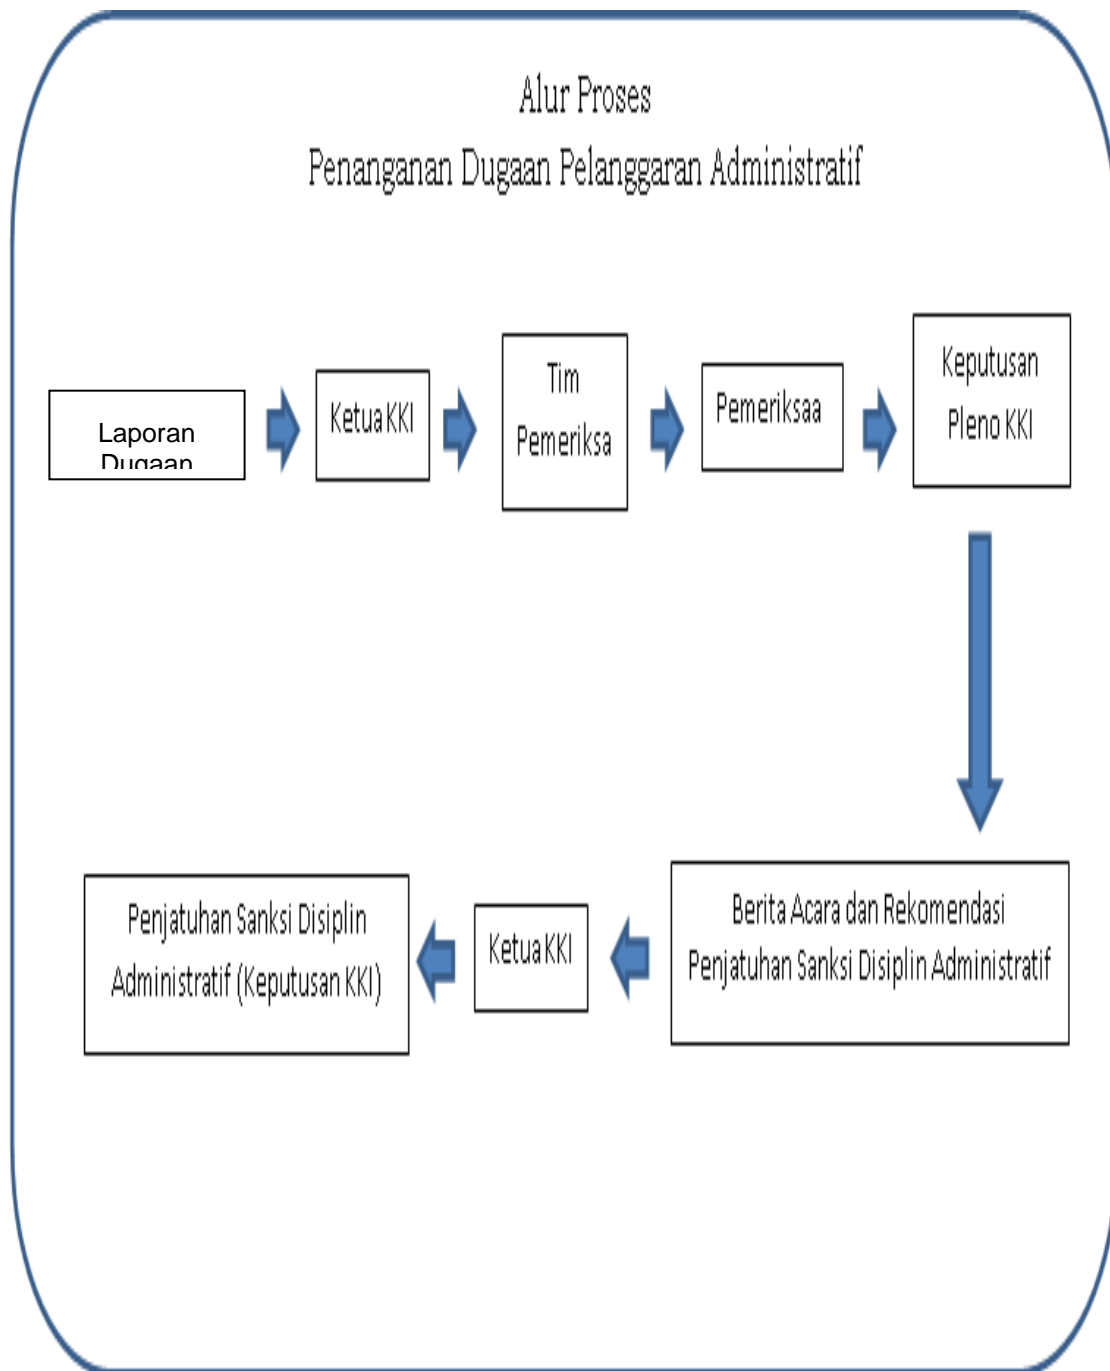 Alur Proses
Penanganan Dugaan Pelanggaran Administratif
Laporan
Dugaan
Ketua KKI
Tim
Pemeriksa
Pemeriksaa
Keputusan
Pleno KKI
Berita Acara dan Rekomendasi
Penjatuhan Sanksi Disiplin Administratif
Ketua KKI
Penjatuhan Sanksi Disiplin
Administratif (Keputusan KKI)